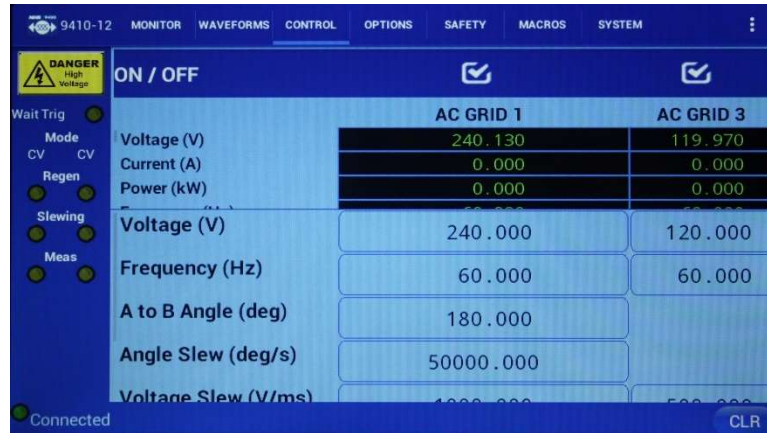 9410-12 MONITOR WAVEFORMS CONTROL OPTIONS SAFETY MACROS SYSTEM
DANGER
High
Voltage
ON / OFF
Wait Trig
AC GRID 1 AC GRID 3
Mode
CV CV
Voltage (V) 240.130 119.970
Current (A) 0.000 0.000
Regen
Power (kW) 0.000 0.000
Slewing
Voltage (V) 240.000 120.000
Meas
Frequency (Hz) 60.000 60.000
A to B Angle (deg) 180.000
Angle Slew (deg/s) 50000.000
Voltage Slew (V/ms)
Connected CLR